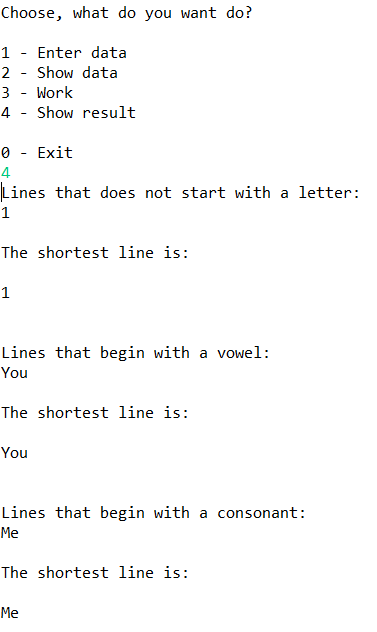 Choose, what do you want do?
1 - Enter data
2 - Show data
3 - Work
4 - Show result
0 - Exit
4
Lines that does not start with a letter:
1
The shortest line is:
1
Lines that begin with a vowel:
You
The shortest line is:
You
Lines that begin with a consonant:
Me
The shortest line is:
Me